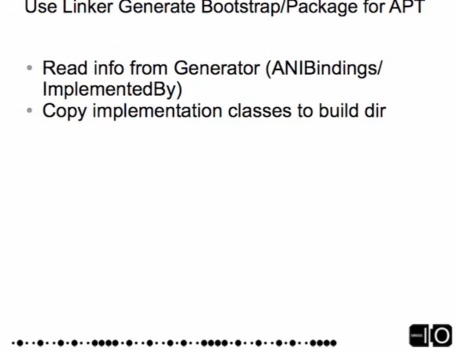 Use Linker Generate Bootstrap/Package for APT
Read info from Generator (ANIBindings/
ImplementedBy)
Copy implementation classes to build dir
IO